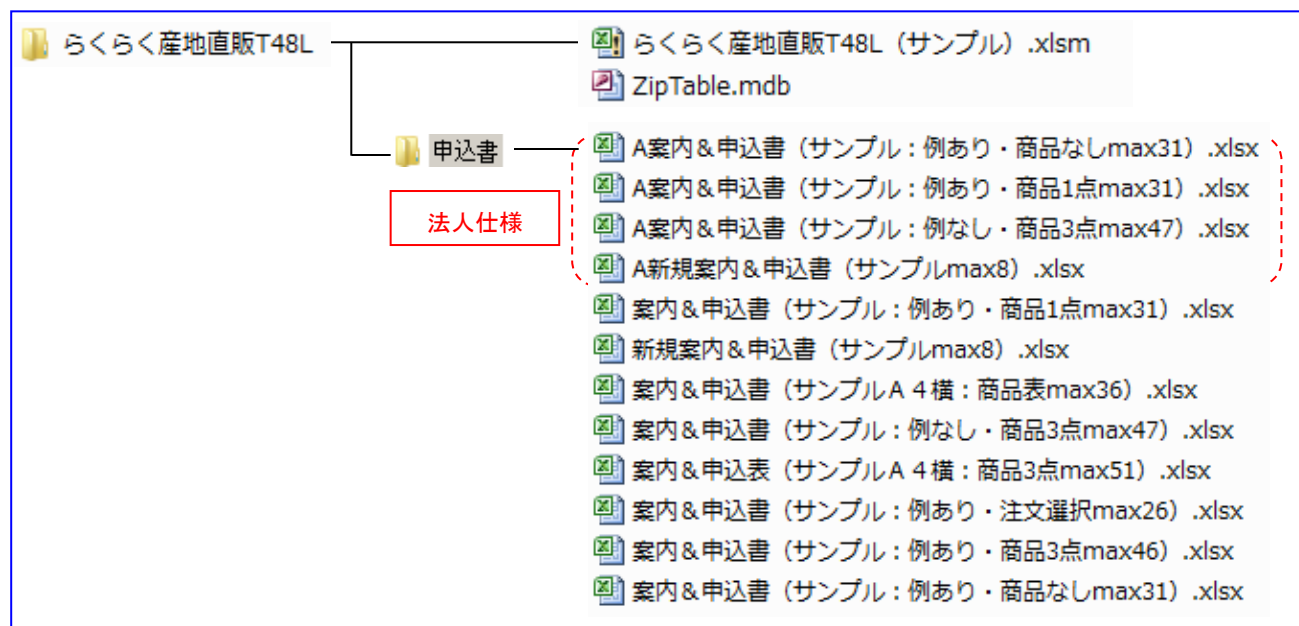 らくらく産地直販T48L
らくらく産地直販T48L（サンプル）.xlsm
ZipTable.mdb
申込書
法人仕様
A案内＆申込書（サンプル：例あり・商品なしmax31）.xlsx
A案内＆申込書（サンプル：例あり・商品1点max31）.xlsx
A案内＆申込書（サンプル：例なし・商品3点max47）.xlsx
A新規案内＆申込書（サンプルmax8）.xlsx
案内＆申込書（サンプル：例あり・商品1点max31）.xlsx
新規案内＆申込書（サンプルmax8）.xlsx
案内＆申込書（サンプルＡ４横：商品表max36）.xlsx
案内＆申込書（サンプル：例なし・商品3点max47）.xlsx
案内＆申込表（サンプルＡ４横：商品3点max51）.xlsx
案内＆申込書（サンプル：例あり・注文選択max26）.xlsx
案内＆申込書（サンプル：例あり・商品3点max46）.xlsx
案内＆申込書（サンプル：例あり・商品なしmax31）.xlsx